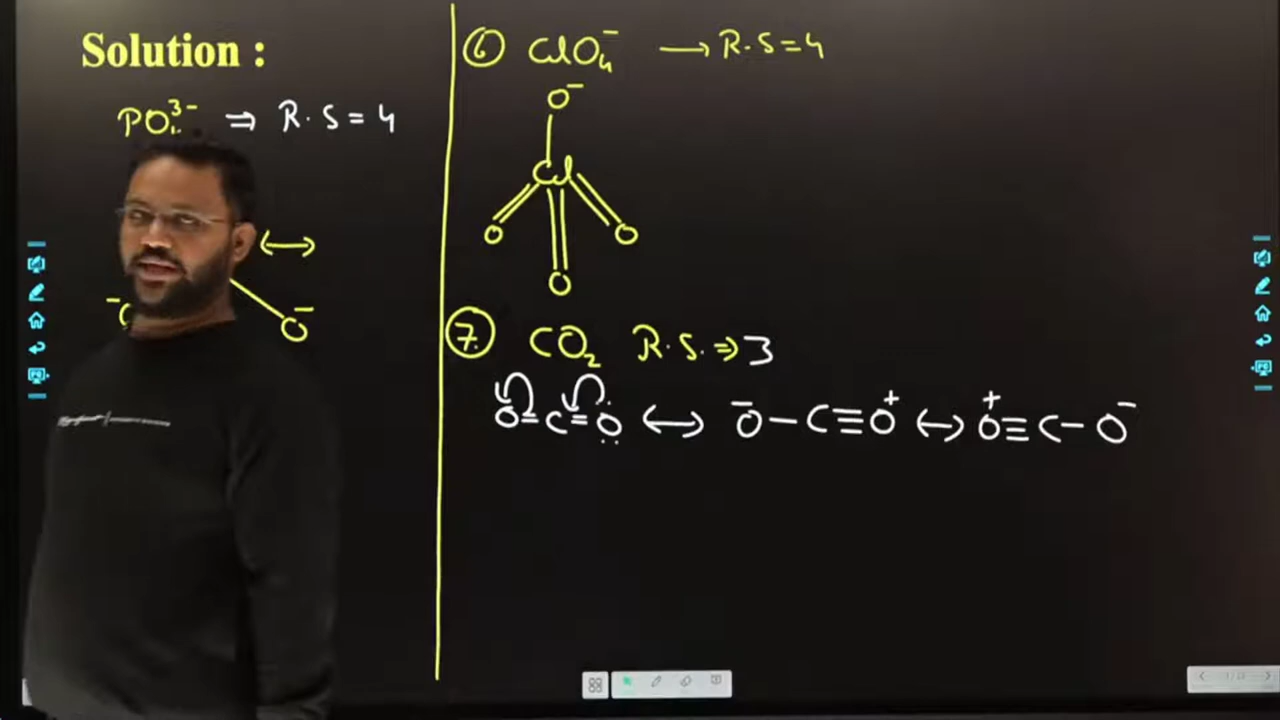 Solution :
PO₄³⁻ ⇒ R.S = 4
⁻O O⁻
⑥ ClO₄⁻ → R.S = 4
O⁻
Cl
O O
O
⑦ CO₂ R.S. ⇒ 3
O=C=O ↔ ⁻O–C≡O⁺ ↔ ⁺O≡C–O⁻